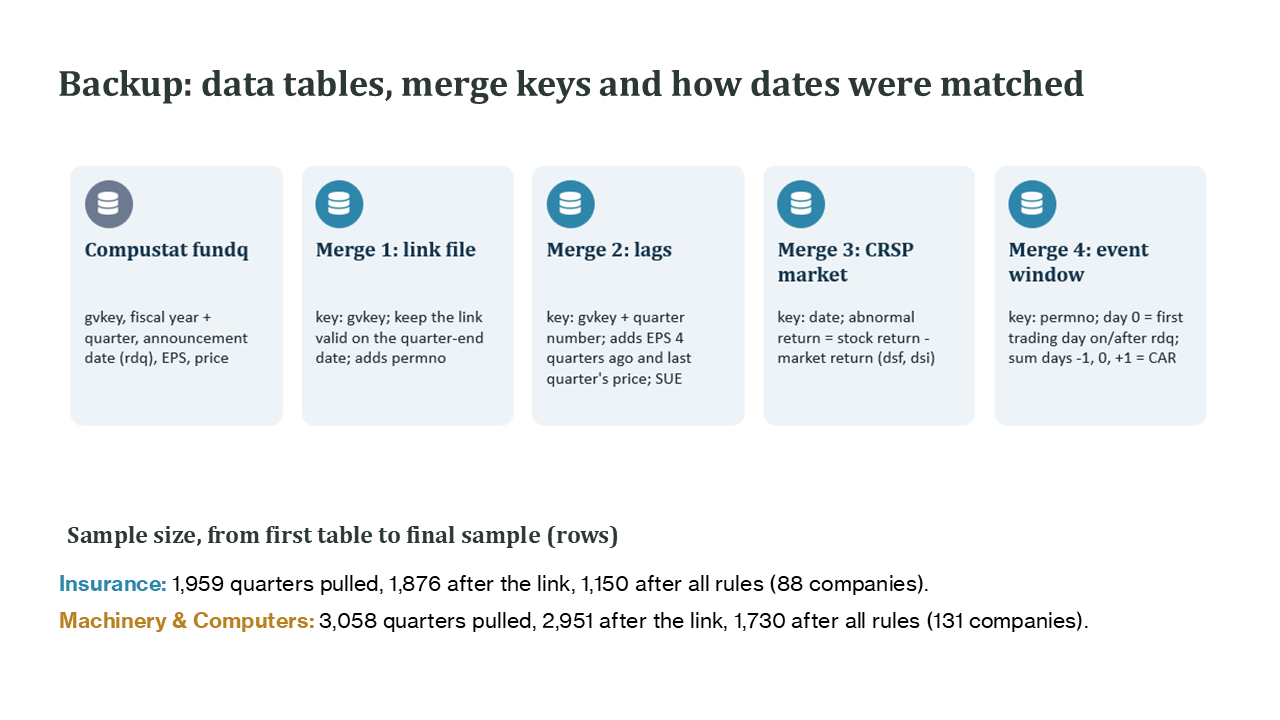 Backup: data tables, merge keys and how dates were matched
Compustat fundq
gvkey, fiscal year +
quarter, announcement
date (rdq), EPS, price
Merge 1: link file
key: gvkey; keep the link
valid on the quarter-end
date; adds permno
Merge 2: lags
key: gvkey + quarter
number; adds EPS 4
quarters ago and last
quarter's price; SUE
Merge 3: CRSP
market
key: date; abnormal
return = stock return -
market return (dsf, dsi)
Merge 4: event
window
key: permno; day 0 = first
trading day on/after rdq;
sum days -1, 0, +1 = CAR
Sample size, from first table to final sample (rows)
Insurance: 1,959 quarters pulled, 1,876 after the link, 1,150 after all rules (88 companies).
Machinery & Computers: 3,058 quarters pulled, 2,951 after the link, 1,730 after all rules (131 companies).